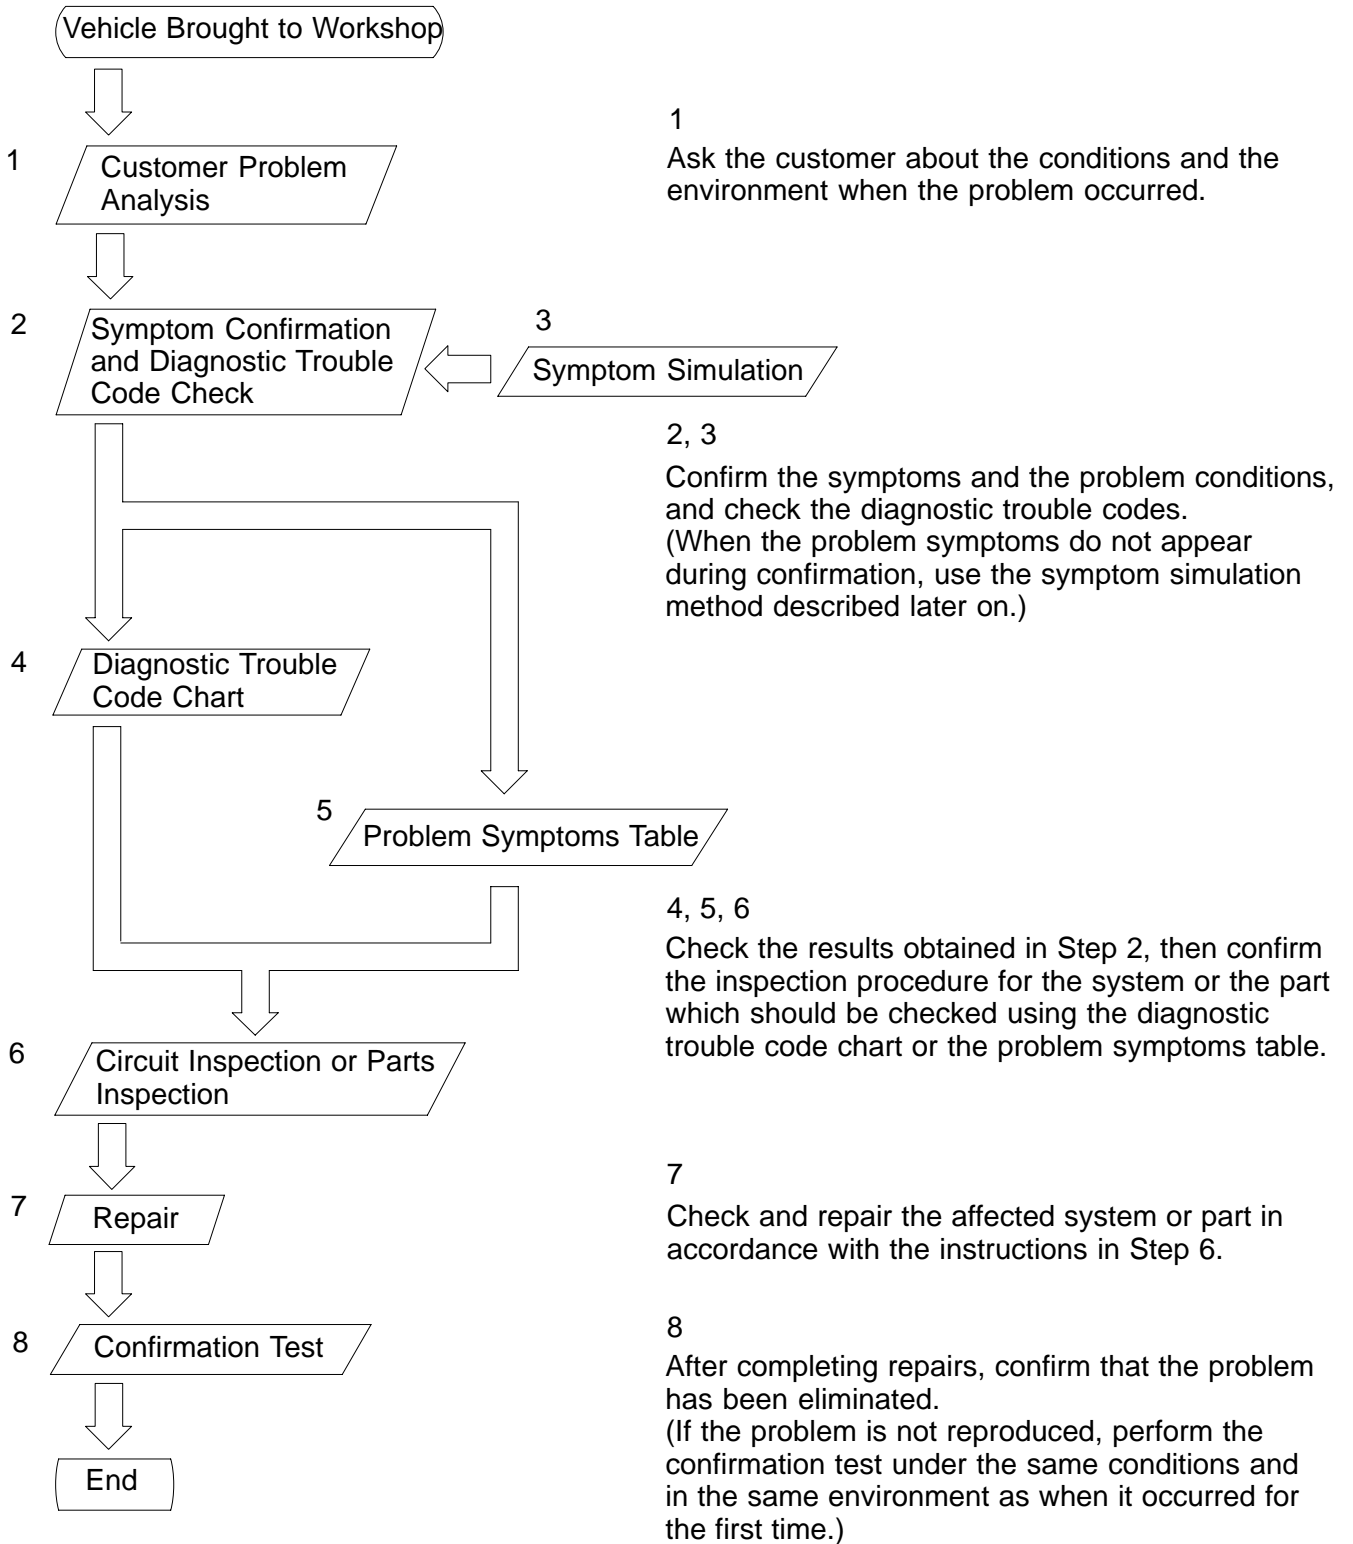 Vehicle Brought to Workshop
1
Customer Problem
Analysis
1
Ask the customer about the conditions and the
environment when the problem occurred.
2
Symptom Confirmation
and Diagnostic Trouble
Code Check
3
Symptom Simulation
2, 3
Confirm the symptoms and the problem conditions,
and check the diagnostic trouble codes.
(When the problem symptoms do not appear
during confirmation, use the symptom simulation
method described later on.)
4
Diagnostic Trouble
Code Chart
5
Problem Symptoms Table
4, 5, 6
Check the results obtained in Step 2, then confirm
the inspection procedure for the system or the part
which should be checked using the diagnostic
trouble code chart or the problem symptoms table.
6
Circuit Inspection or Parts
Inspection
7
Repair
7
Check and repair the affected system or part in
accordance with the instructions in Step 6.
8
Confirmation Test
8
After completing repairs, confirm that the problem
has been eliminated.
(If the problem is not reproduced, perform the
confirmation test under the same conditions and
in the same environment as when it occurred for
the first time.)
End